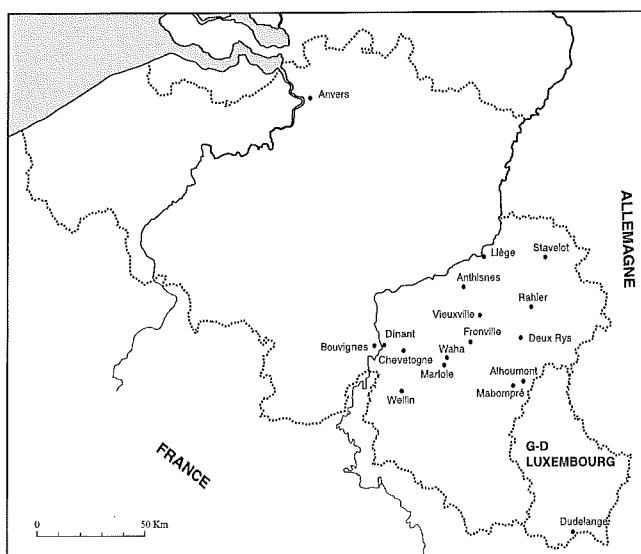 Anvers
ALLEMAGNE
Liège
Stavelot
Anthisnes
Rahier
Vieuxville
Fronville
Deux Rys
Dinant
Bouvignes
Chevetogne
Waha
Marloie
Alhoumont
Mabompré
Wellin
G-D
LUXEMBOURG
FRANCE
0
50 Km
Dudelange